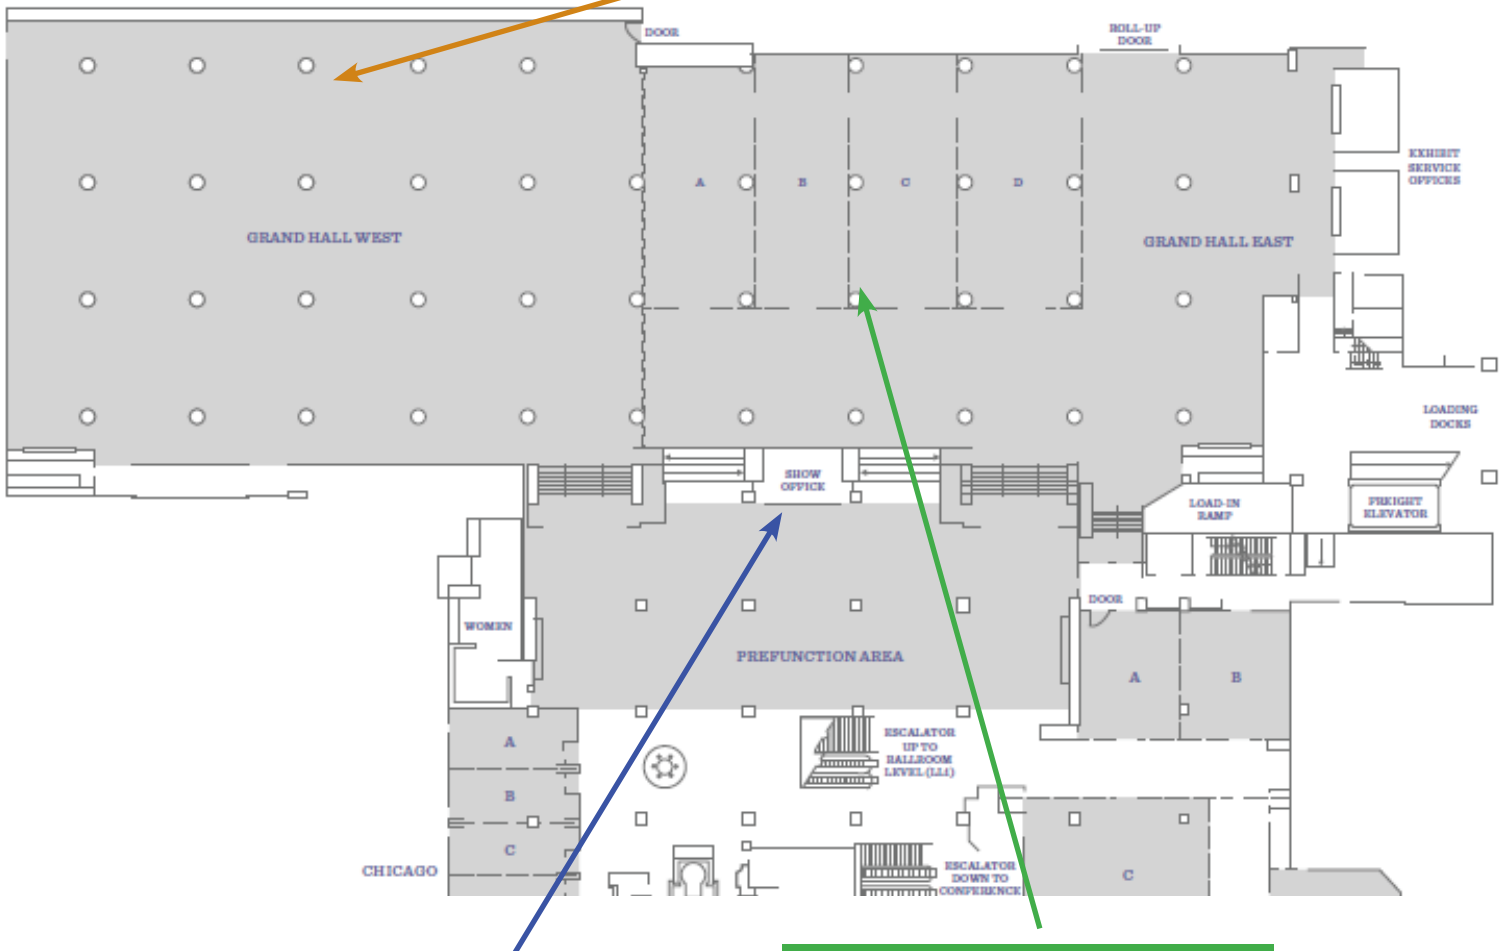 DOOR
ROLL-UP
DOOR
EXHIBIT
SERVICE
OFFICES
A
B
C
D
GRAND HALL WEST
GRAND HALL EAST
LOADING
DOCKS
SHOW
OFFICE
LOAD-IN
RAMP
FREIGHT
ELEVATOR
DOOR
WOMEN
PREFUNCTION AREA
A
B
A
ESCALATOR
UP TO
BALLROOM
LEVEL (LL1)
B
C
CHICAGO
ESCALATOR
DOWN TO
CONFERENCE
C